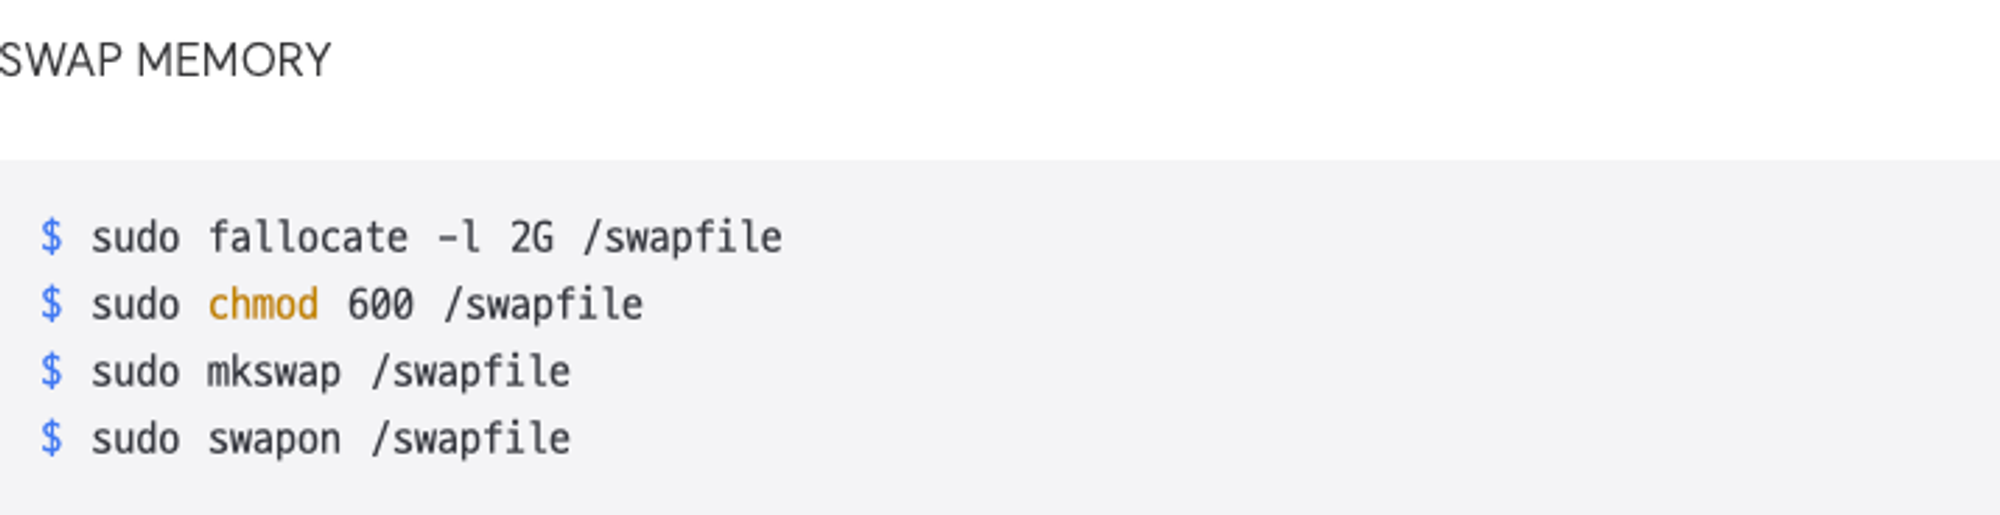 SWAP MEMORY
$ sudo fallocate -l 2G /swapfile
$ sudo chmod 600 /swapfile
$ sudo mkswap /swapfile
$ sudo swapon /swapfile